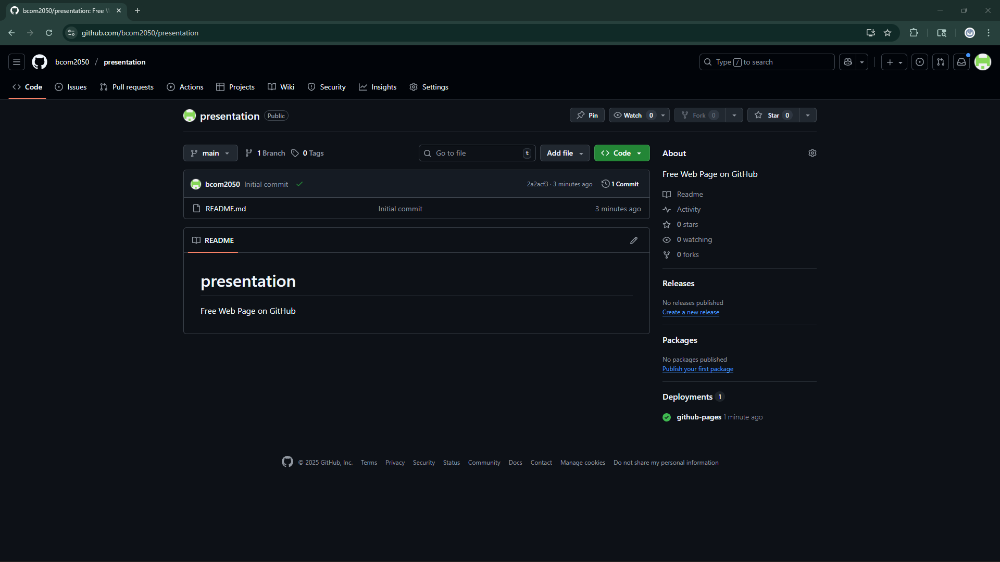 bcom2050/presentation: Free W
github.com/bcom2050/presentation
bcom2050 / presentation
Type / to search
Code Issues Pull requests Actions Projects Wiki Security Insights Settings
presentation Public
Pin Watch 0 Fork 0 Star 0
main 1 Branch 0 Tags Go to file t Add file Code
bcom2050 Initial commit 2a2acf3 · 3 minutes ago 1 Commit
README.md Initial commit 3 minutes ago
README
presentation
Free Web Page on GitHub
About
Free Web Page on GitHub
Readme
Activity
0 stars
0 watching
0 forks
Releases
No releases published
Create a new release
Packages
No packages published
Publish your first package
Deployments 1
github-pages 1 minute ago
© 2025 GitHub, Inc. Terms Privacy Security Status Community Docs Contact Manage cookies Do not share my personal information